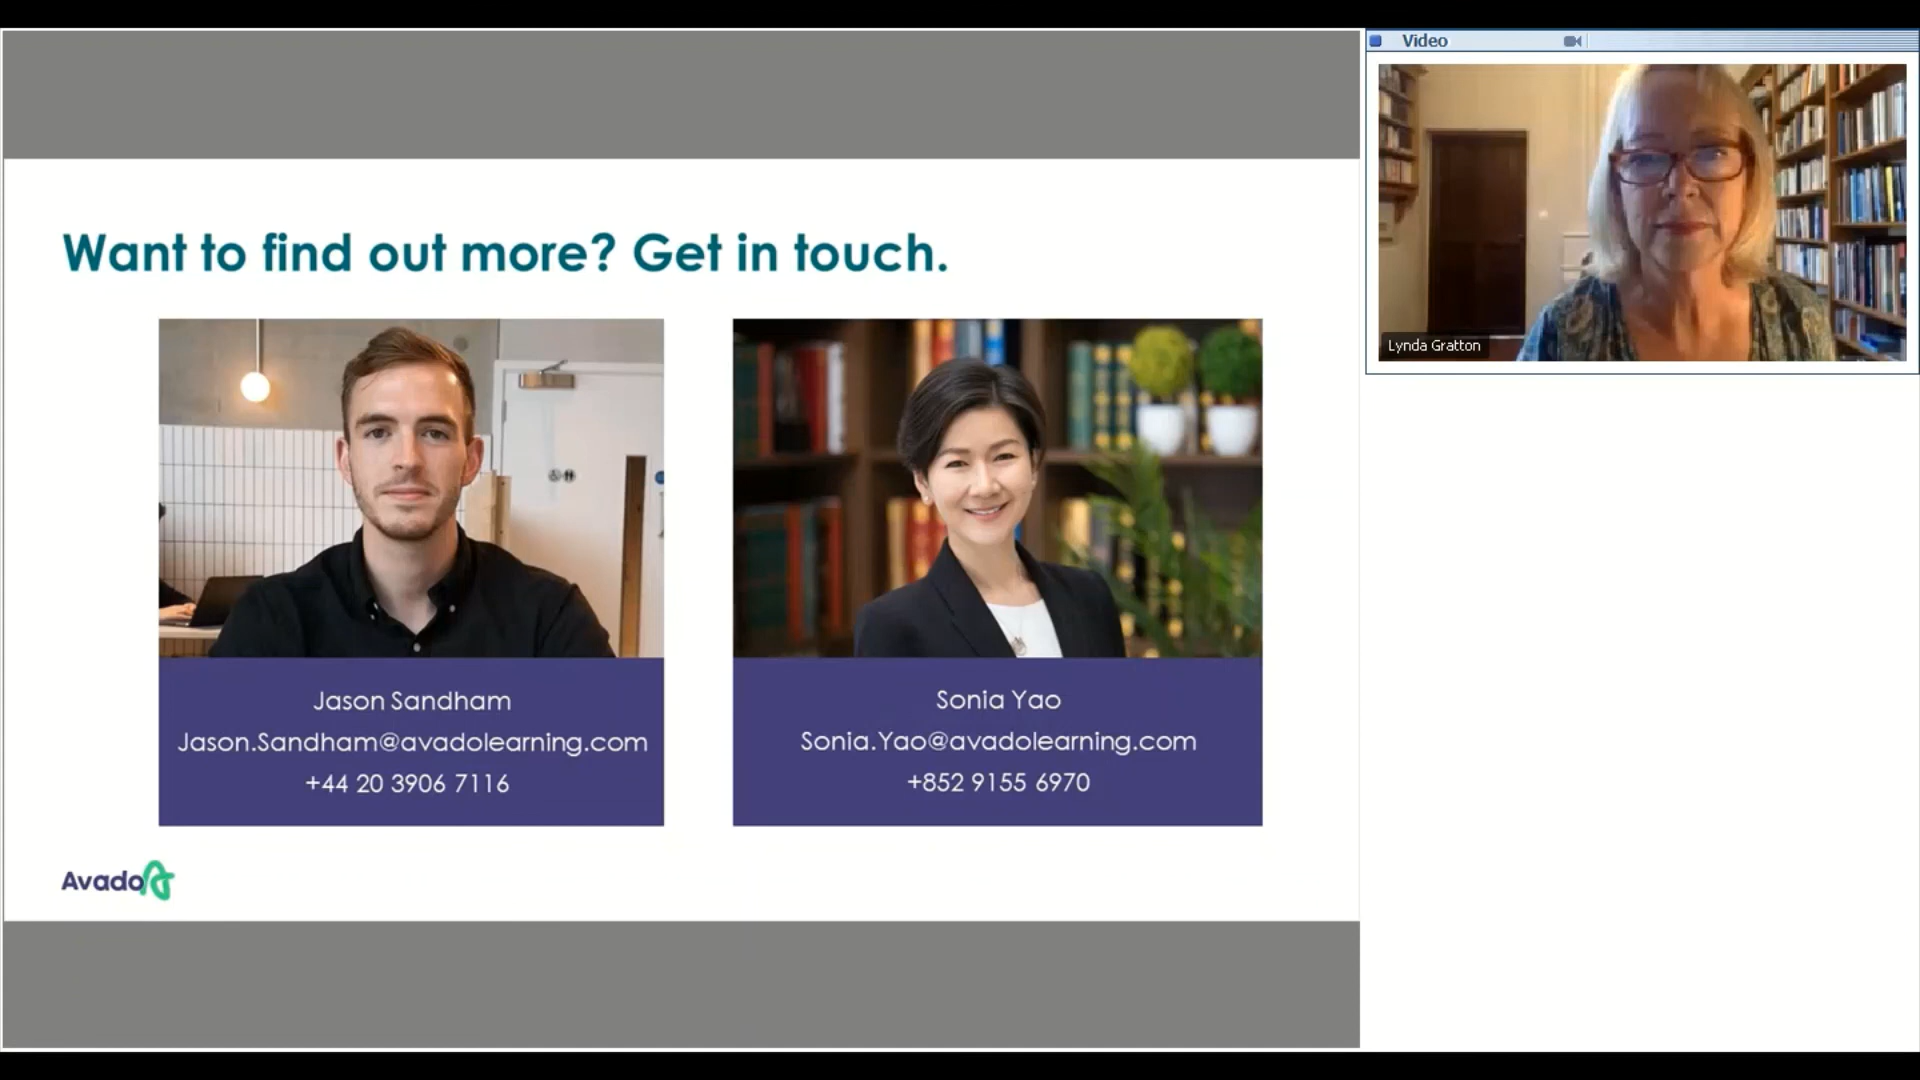 Want to find out more? Get in touch.
Jason Sandham
Jason.Sandham@avadolearning.com
+44 20 3906 7116
Sonia Yao
Sonia.Yao@avadolearning.com
+852 9155 6970
Avado
Video
Lynda Gratton